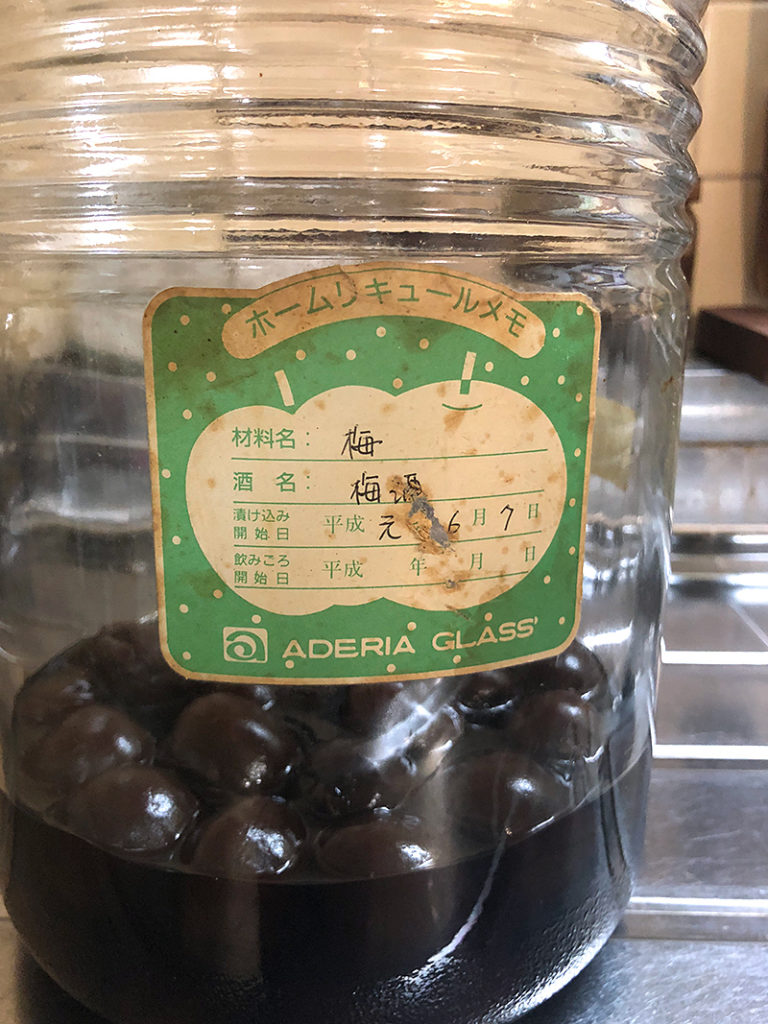 ホームリキュールメモ
材料名： 梅
酒 名： 梅酒
漬け込み開始日 平成 元 6月 7日
飲みごろ開始日 平成 年 月 日
ADERIA GLASS